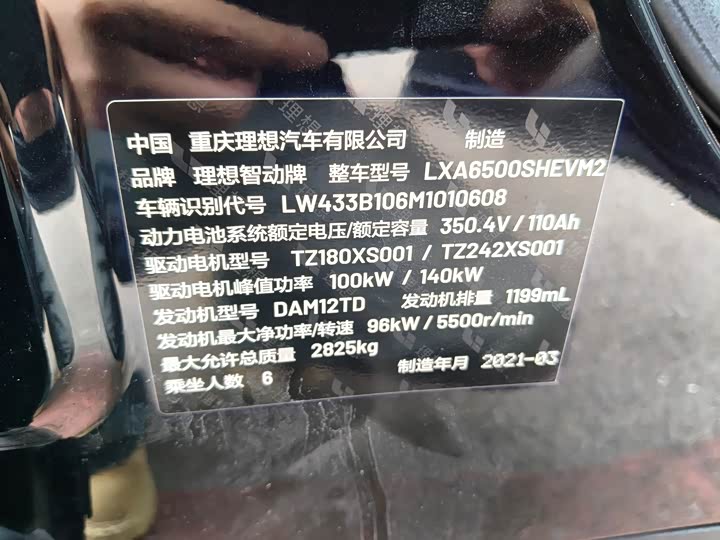 中国 重庆理想汽车有限公司 制造
品牌 理想智动牌 整车型号 LXA6500SHEVM2
车辆识别代号 LW433B106M1010608
动力电池系统额定电压/额定容量 350.4V / 110Ah
驱动电机型号 TZ180XS001 / TZ242XS001
驱动电机峰值功率 100kW / 140kW
发动机型号 DAM12TD 发动机排量 1199mL
发动机最大净功率/转速 96kW / 5500r/min
最大允许总质量 2825kg 制造年月 2021-03
乘坐人数 6